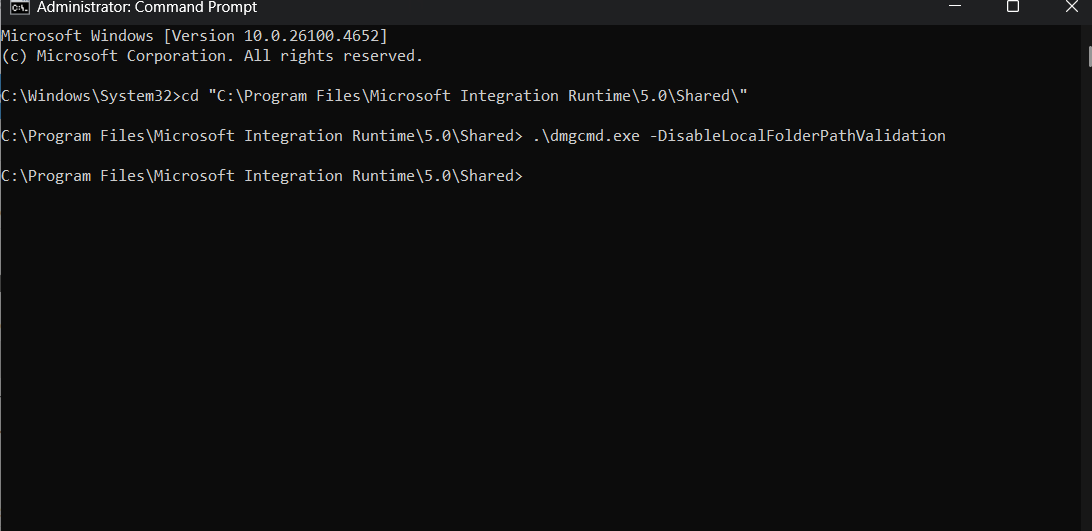 Administrator: Command Prompt
Microsoft Windows [Version 10.0.26100.4652]
(c) Microsoft Corporation. All rights reserved.
C:\Windows\System32>cd "C:\Program Files\Microsoft Integration Runtime\5.0\Shared\"
C:\Program Files\Microsoft Integration Runtime\5.0\Shared> .\dmgcmd.exe -DisableLocalFolderPathValidation
C:\Program Files\Microsoft Integration Runtime\5.0\Shared>